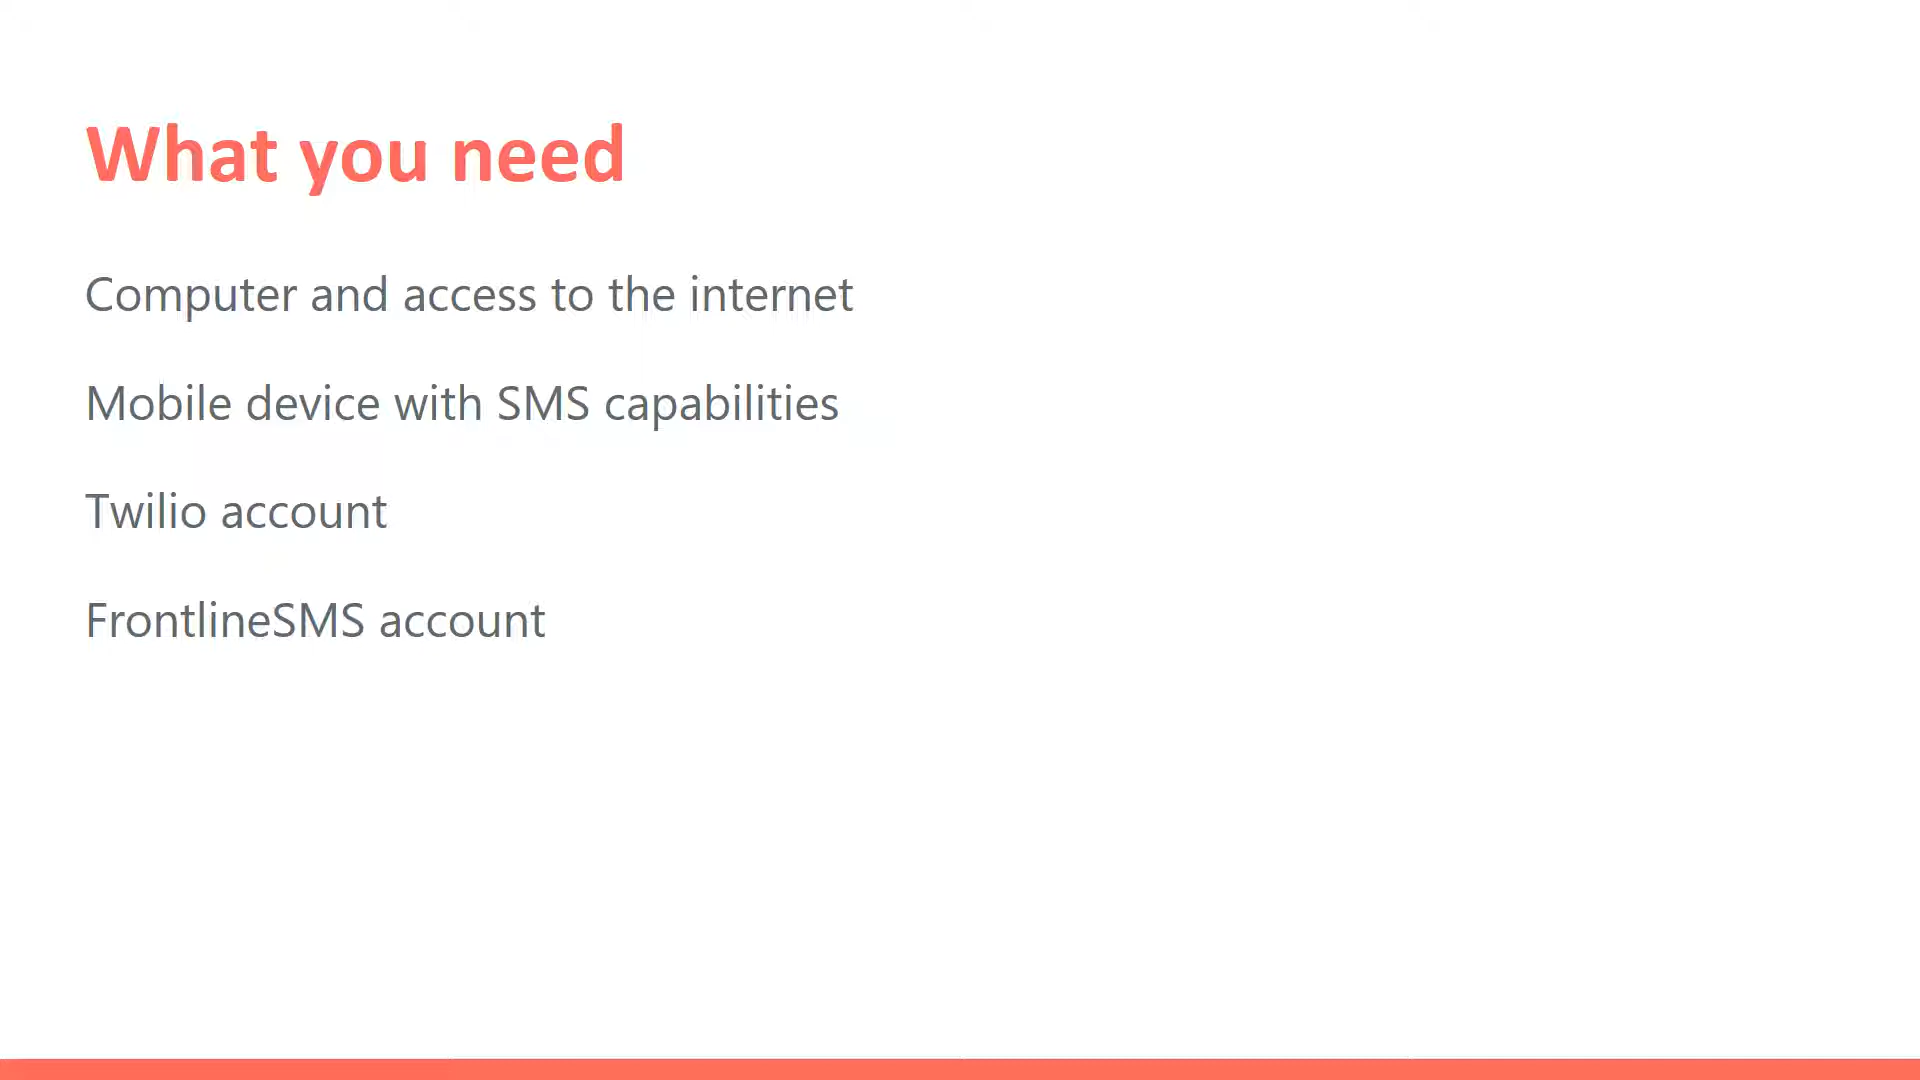 What you need
Computer and access to the internet
Mobile device with SMS capabilities
Twilio account
FrontlineSMS account